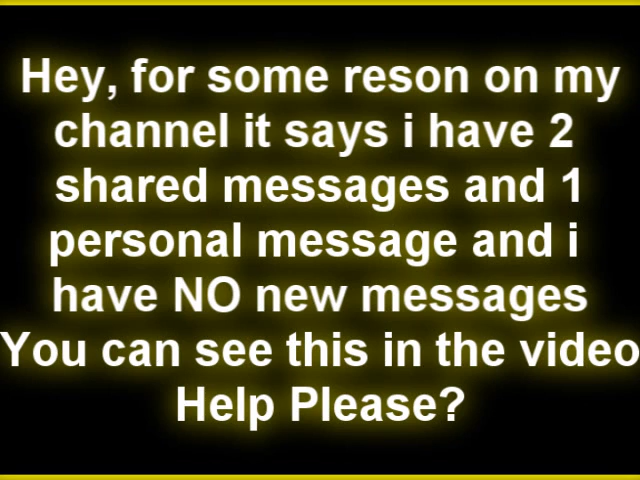 Hey, for some reson on my
channel it says i have 2
shared messages and 1
personal message and i
have NO new messages
You can see this in the video
Help Please?